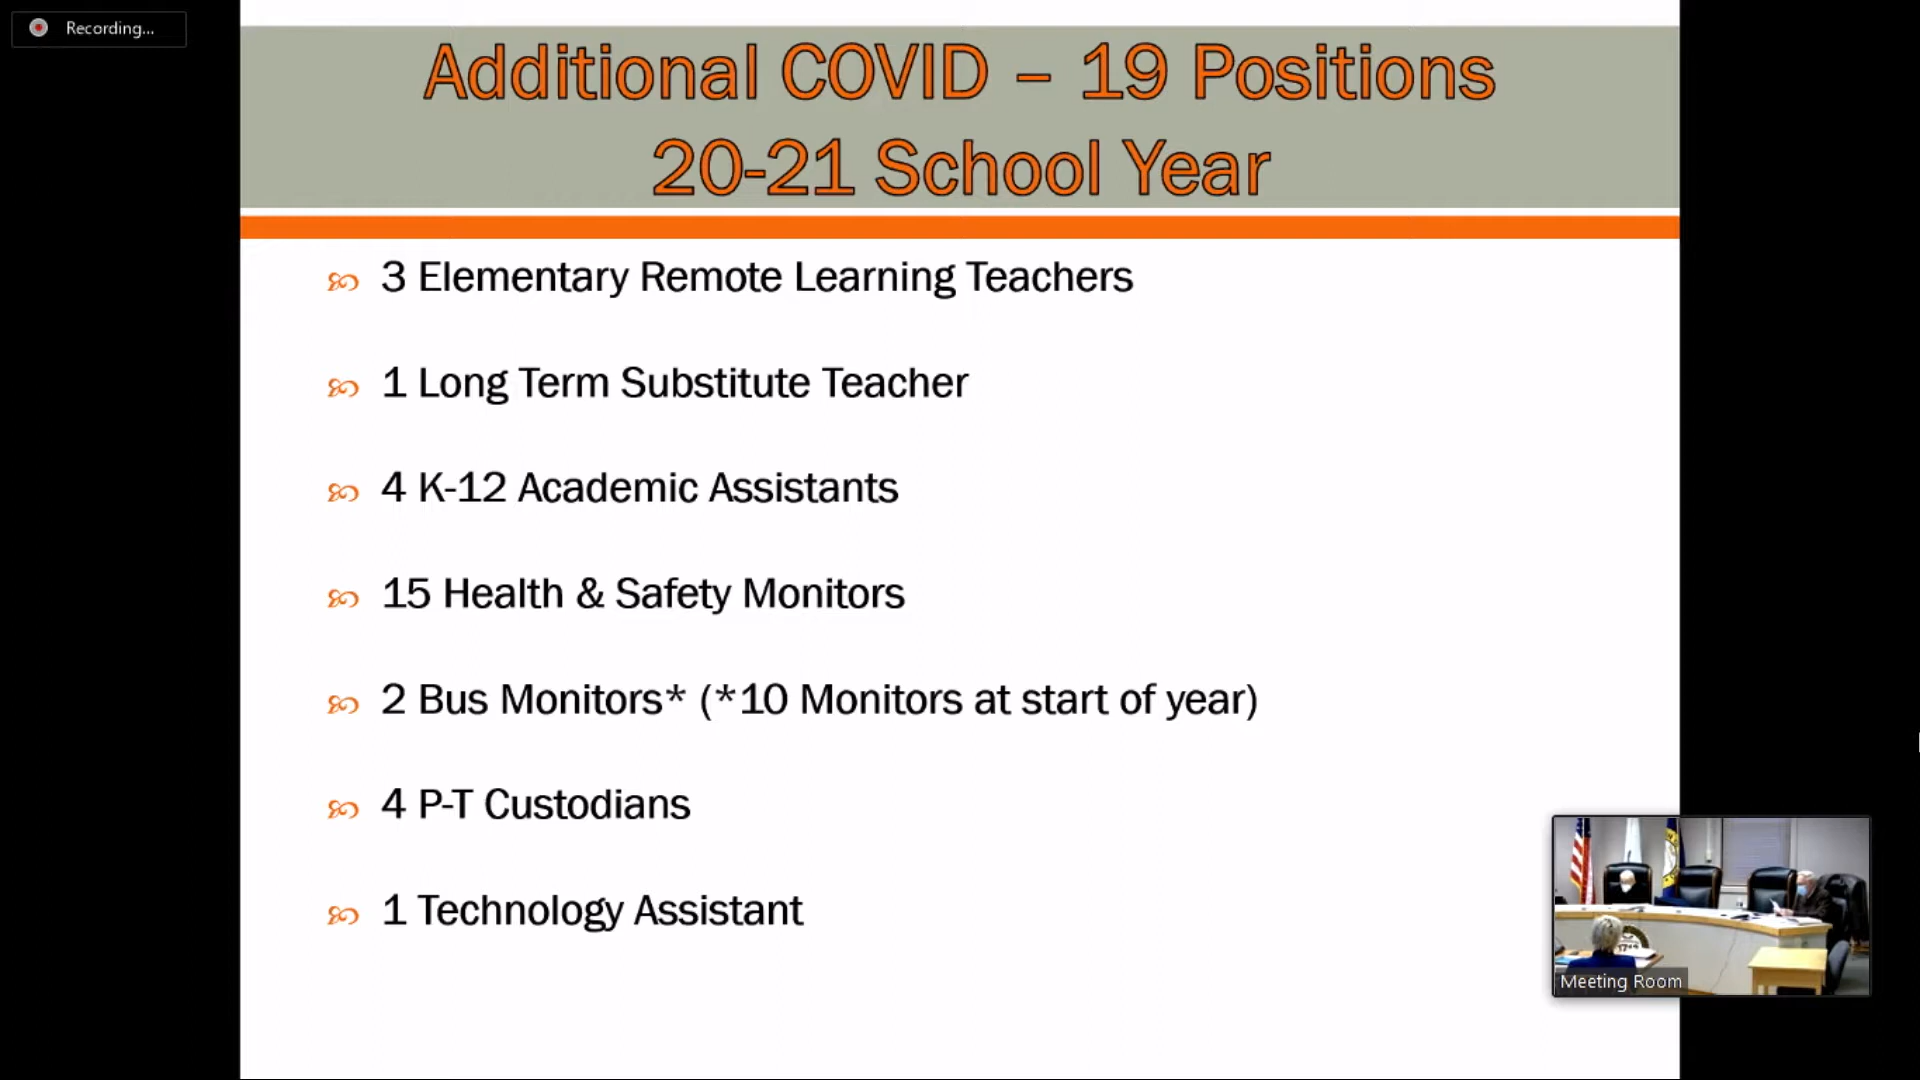 Recording...
Additional COVID – 19 Positions
20-21 School Year
3 Elementary Remote Learning Teachers
1 Long Term Substitute Teacher
4 K-12 Academic Assistants
15 Health & Safety Monitors
2 Bus Monitors* (*10 Monitors at start of year)
4 P-T Custodians
1 Technology Assistant
Meeting Room